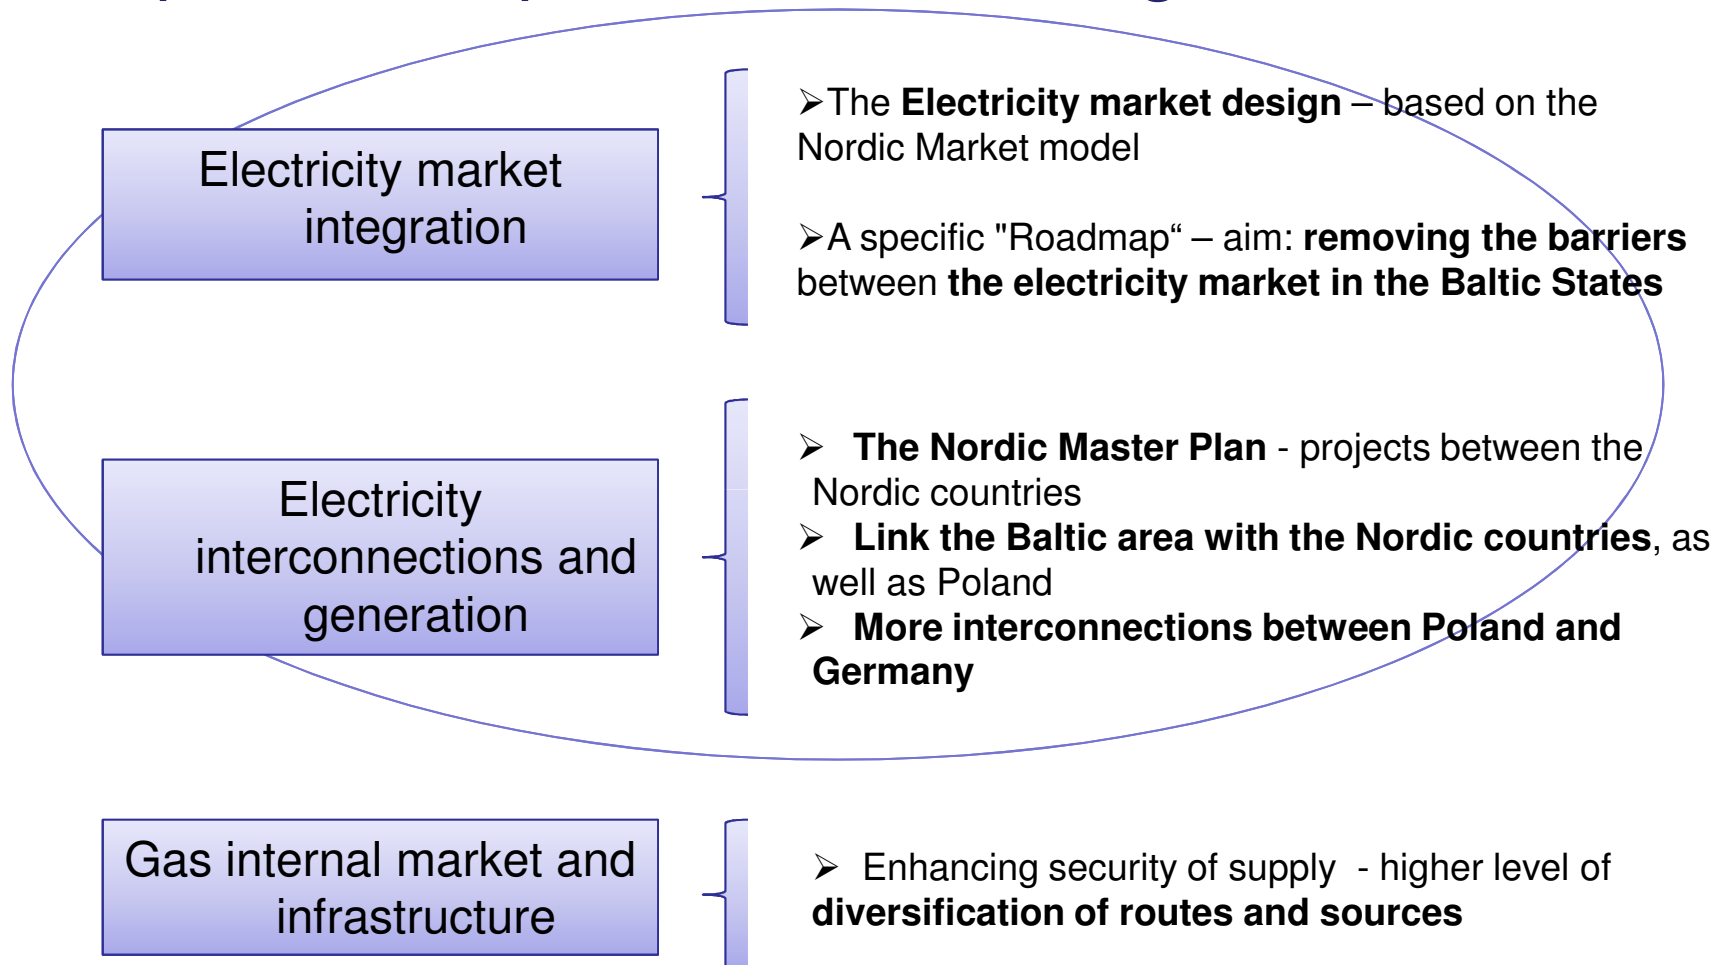 Electricity market
integration
➢The Electricity market design – based on the
Nordic Market model
➢A specific "Roadmap“ – aim: removing the barriers
between the electricity market in the Baltic States
Electricity
interconnections and
generation
➢ The Nordic Master Plan - projects between the
Nordic countries
➢ Link the Baltic area with the Nordic countries, as
well as Poland
➢ More interconnections between Poland and
Germany
Gas internal market and
infrastructure
➢ Enhancing security of supply - higher level of
diversification of routes and sources